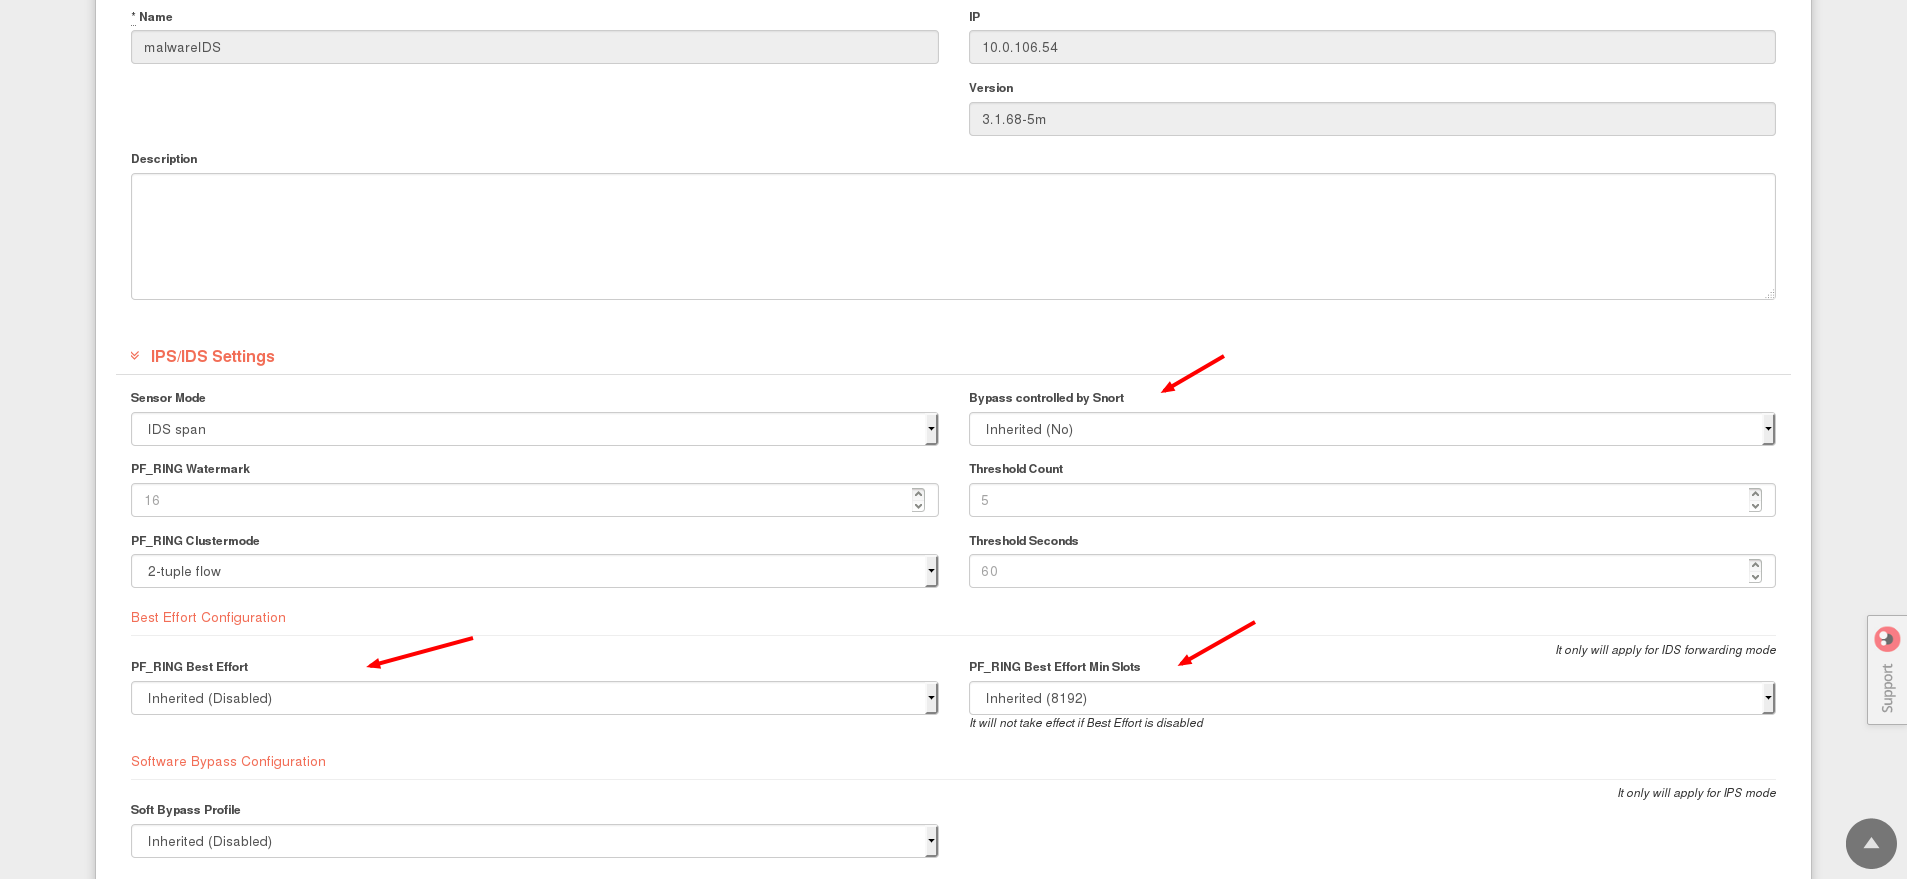 * Name
IP
malwareIDS
10.0.106.54
Version
3.1.68-5m
Description
IPS/IDS Settings
Sensor Mode
Bypass controlled by Snort
IDS span
Inherited (No)
PF_RING Watermark
Threshold Count
16
5
PF_RING Clustermode
Threshold Seconds
2-tuple flow
60
Best Effort Configuration
It only will apply for IDS forwarding mode
PF_RING Best Effort
PF_RING Best Effort Min Slots
Inherited (Disabled)
Inherited (8192)
It will not take effect if Best Effort is disabled
Support
Software Bypass Configuration
It only will apply for IPS mode
Soft Bypass Profile
Inherited (Disabled)